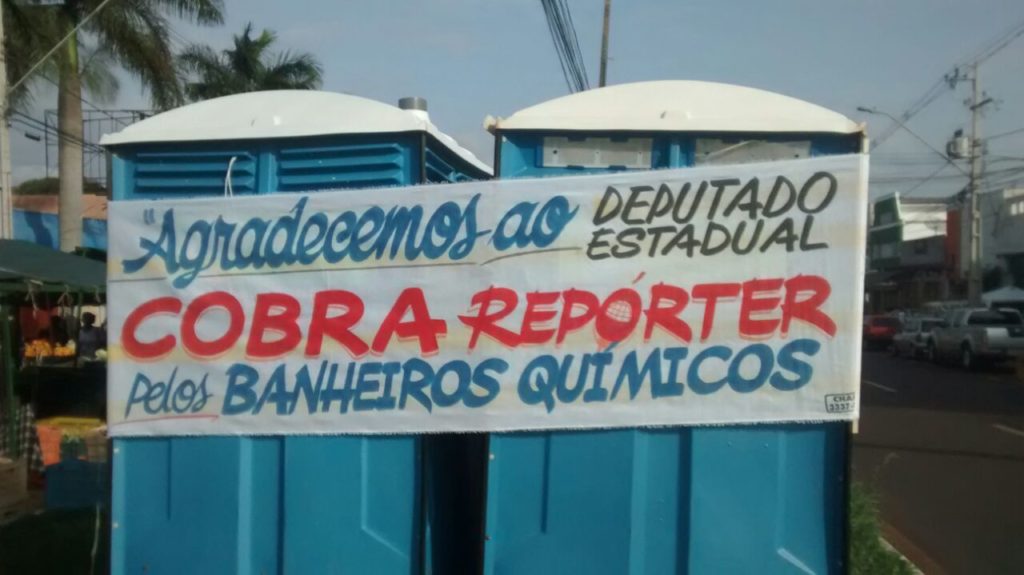 "Agradecemos ao DEPUTADO
ESTADUAL
COBRA REPÓRTER
pelos BANHEIROS QUÍMICOS